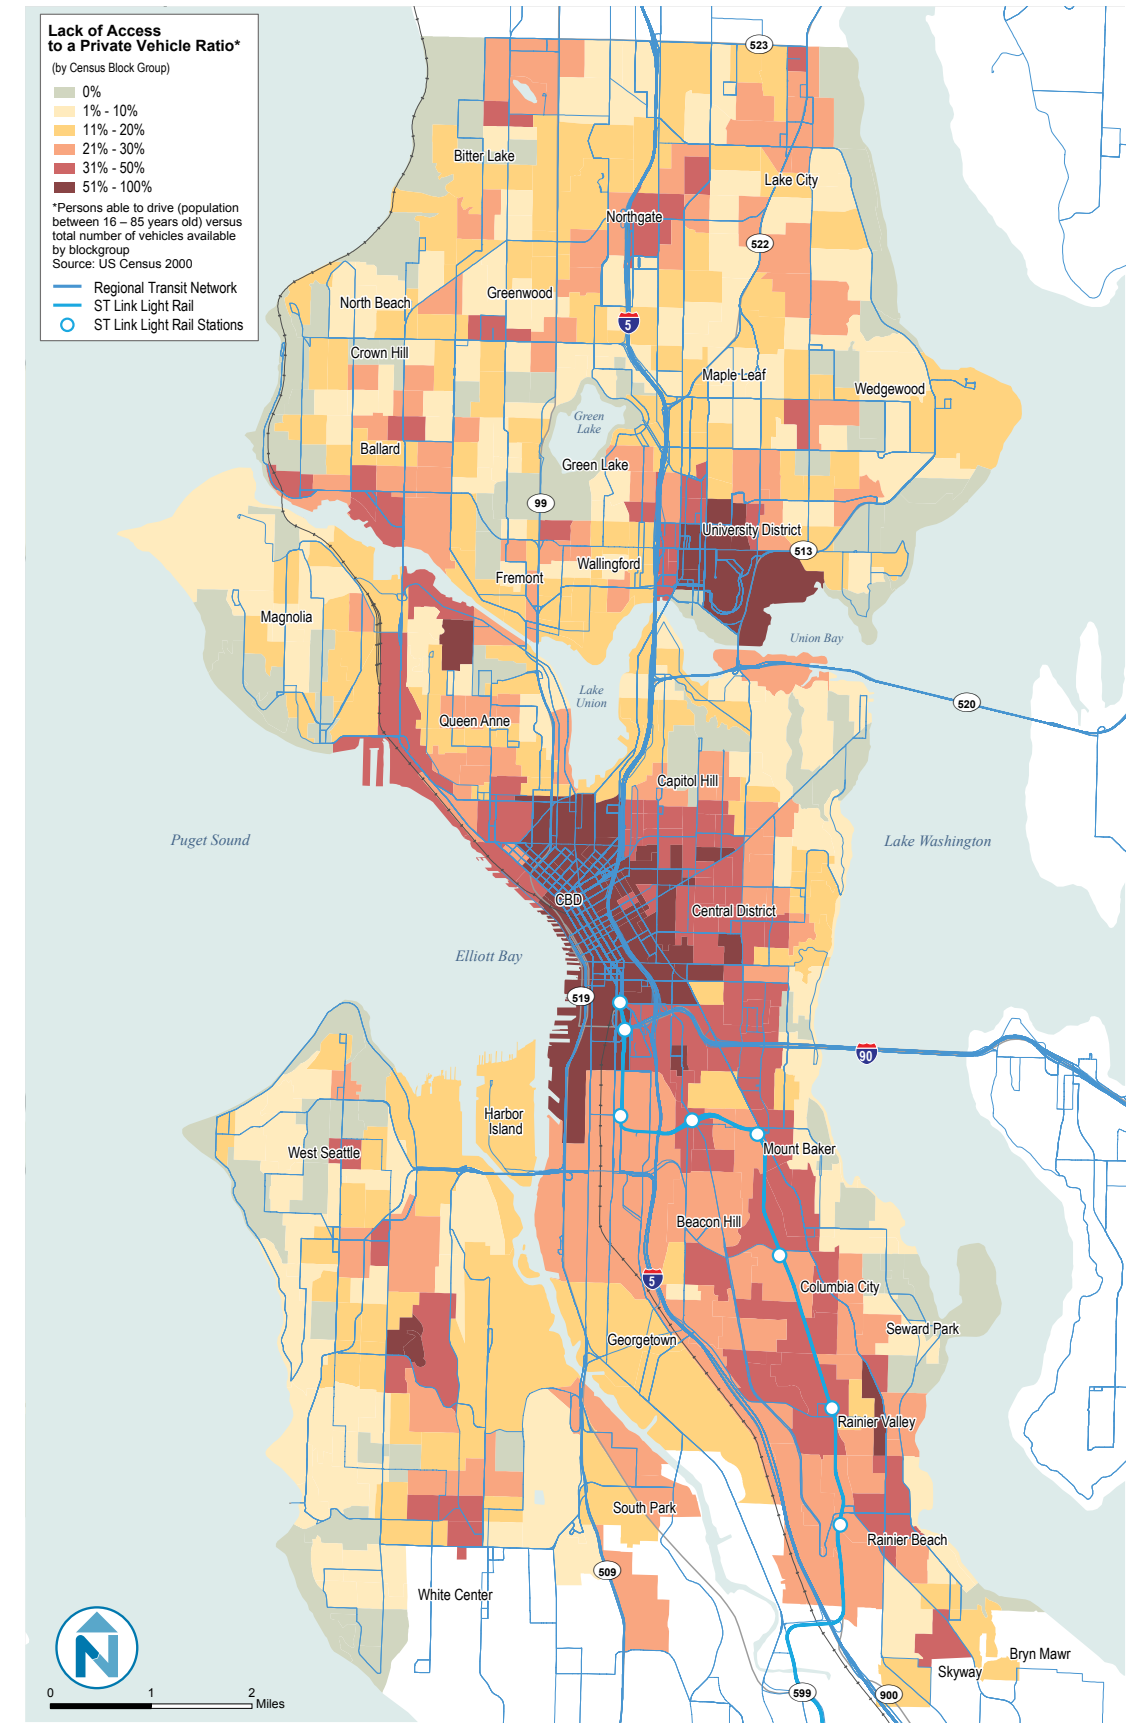 Lack of Access
to a Private Vehicle Ratio*
(by Census Block Group)
0%
1% - 10%
11% - 20%
21% - 30%
31% - 50%
51% - 100%
*Persons able to drive (population
between 16 – 85 years old) versus
total number of vehicles available
by blockgroup
Source: US Census 2000
Regional Transit Network
ST Link Light Rail
ST Link Light Rail Stations
523
Bitter Lake
Lake City
Northgate
522
North Beach
Greenwood
5
Crown Hill
Maple Leaf
Wedgewood
Green
Lake
Ballard
Green Lake
99
University District
513
Wallingford
Fremont
Magnolia
Union Bay
Lake
Union
520
Queen Anne
Capitol Hill
Puget Sound
Lake Washington
CBD
Central District
Elliott Bay
519
90
Harbor
Island
West Seattle
Mount Baker
Beacon Hill
5
Columbia City
Seward Park
Georgetown
Rainier Valley
South Park
Rainier Beach
509
White Center
Bryn Mawr
Skyway
599
900
N
0 1 2
Miles